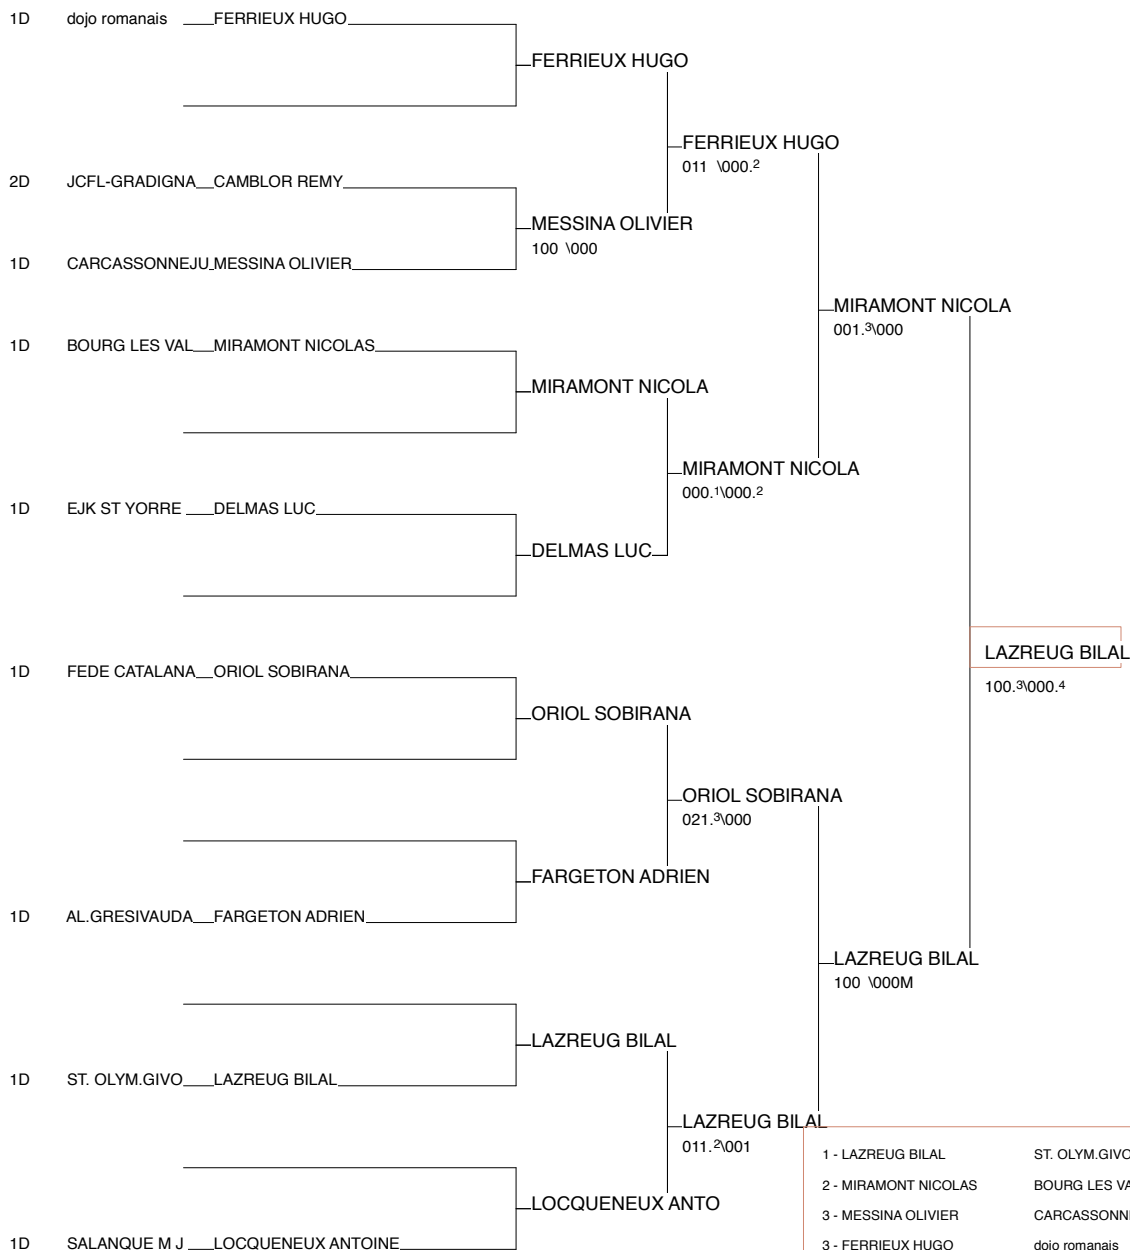 1D dojo romanais FERRIEUX HUGO
FERRIEUX HUGO
FERRIEUX HUGO
011 \000.2
2D JCFL-GRADIGNA CAMBLOR REMY
MESSINA OLIVIER
100 \000
1D CARCASSONNEJU MESSINA OLIVIER
MIRAMONT NICOLA
001.3\000
1D BOURG LES VAL MIRAMONT NICOLAS
MIRAMONT NICOLA
MIRAMONT NICOLA
000.1\000.2
1D EJK ST YORRE DELMAS LUC
DELMAS LUC
LAZREUG BILAL
100.3\000.4
1D FEDE CATALANA ORIOL SOBIRANA
ORIOL SOBIRANA
ORIOL SOBIRANA
021.3\000
FARGETON ADRIEN
1D AL.GRESIVAUDA FARGETON ADRIEN
LAZREUG BILAL
100 \000M
LAZREUG BILAL
1D ST. OLYM.GIVO LAZREUG BILAL
LAZREUG BILAL
011.2\001
LOCQUENEUX ANTO
1D SALANQUE M J LOCQUENEUX ANTOINE
1 - LAZREUG BILAL ST. OLYM.GIVO
2 - MIRAMONT NICOLAS BOURG LES VA
3 - MESSINA OLIVIER CARCASSONN
3 - FERRIEUX HUGO dojo romanais